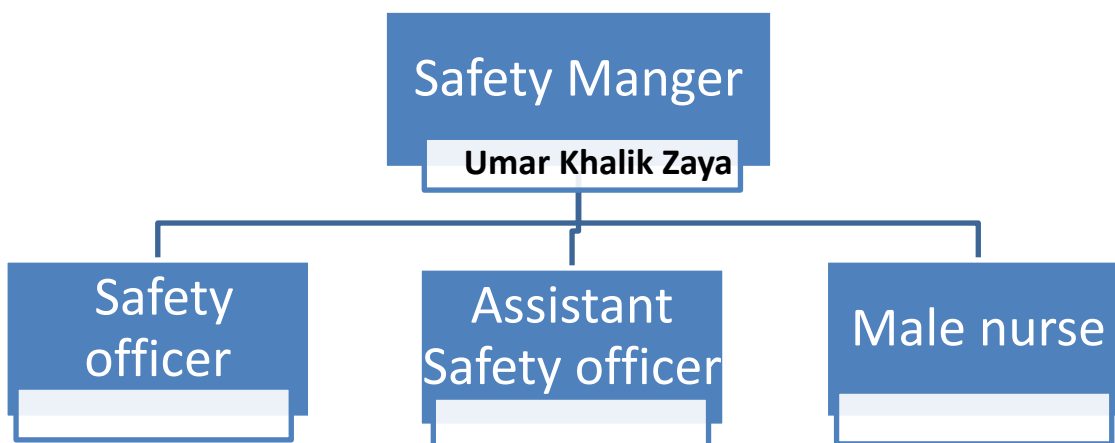 Safety Manger
Umar Khalik Zaya
Safety
officer
Assistant
Safety officer
Male nurse